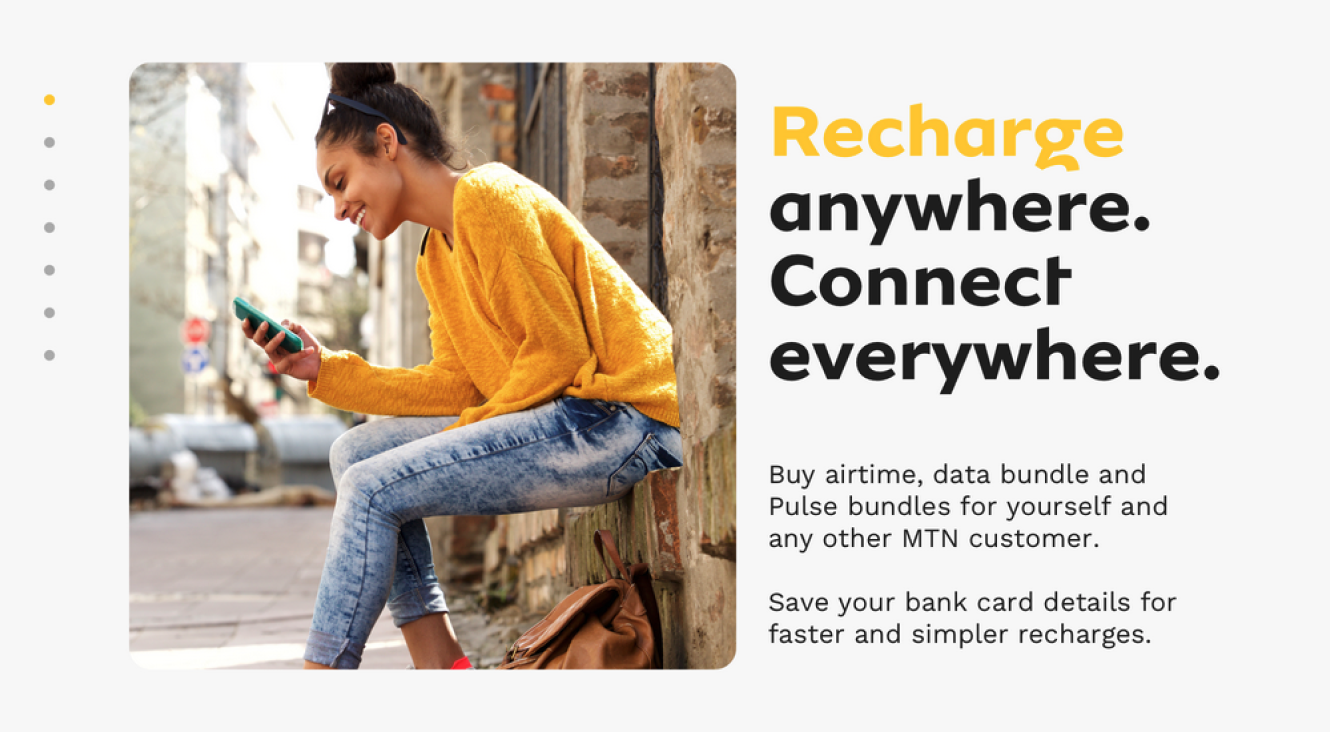 Recharge
anywhere.
Connect
everywhere.
Buy airtime, data bundle and
Pulse bundles for yourself and
any other MTN customer.
Save your bank card details for
faster and simpler recharges.